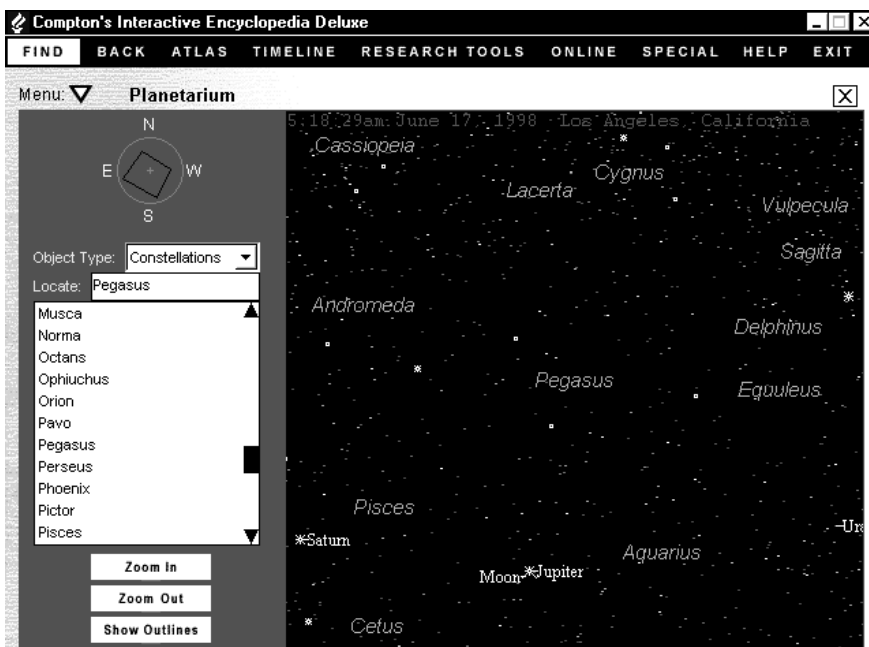 Compton's Interactive Encyclopedia Deluxe
FIND BACK ATLAS TIMELINE RESEARCH TOOLS ONLINE SPECIAL HELP EXIT
Menu: Planetarium
N
E W
S
Object Type: Constellations
Locate: Pegasus
Musca
Norma
Octans
Ophiuchus
Orion
Pavo
Pegasus
Perseus
Phoenix
Pictor
Pisces
Zoom In
Zoom Out
Show Outlines
5:18:29am June 17, 1998 Los Angeles, California
Cassiopeia
Cygnus
Lacerta
Vulpecula
Sagitta
Andromeda
Delphinus
Pegasus
Equuleus
Pisces
Ura
Saturn
Aquarius
Moon Jupiter
Cetus